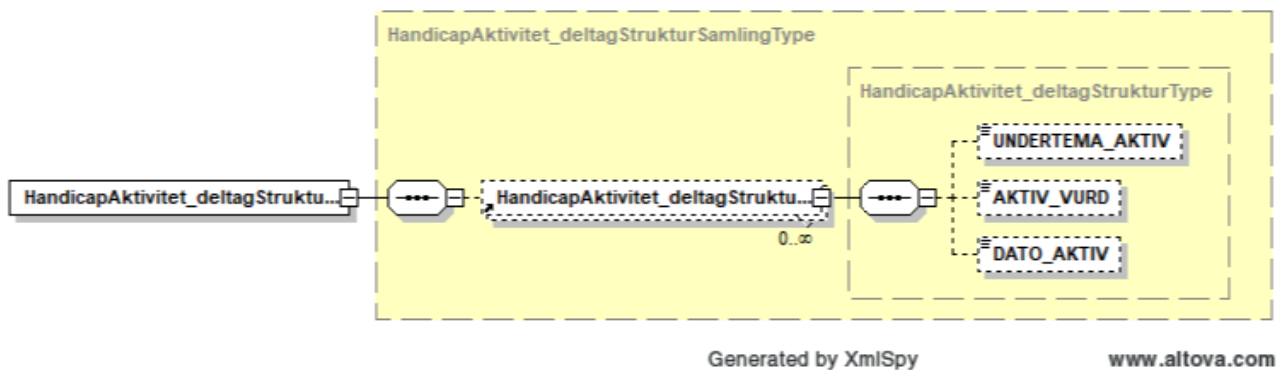 HandicapAktivitet_deltagStrukturSamlingType
HandicapAktivitet_deltagStrukturType
UNDERTEMA_AKTIV
HandicapAktivitet_deltagStruktu...
HandicapAktivitet_deltagStruktu...
AKTIV_VURD
0..∞
DATO_AKTIV
Generated by XmlSpy
www.altova.com